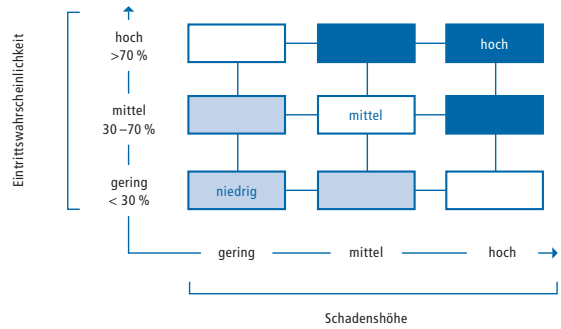 Eintrittswahrscheinlichkeit
hoch
>70 %
hoch
mittel
30 – 70 %
mittel
gering
< 30 %
niedrig
gering mittel hoch
Schadenshöhe